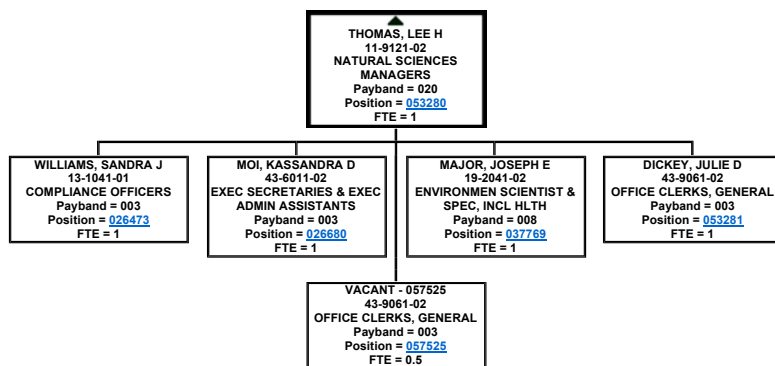 THOMAS, LEE H
11-9121-02
NATURAL SCIENCES
MANAGERS
Payband = 020
Position = 053280
FTE = 1
WILLIAMS, SANDRA J
13-1041-01
COMPLIANCE OFFICERS
Payband = 003
Position = 026473
FTE = 1
MOI, KASSANDRA D
43-6011-02
EXEC SECRETARIES & EXEC
ADMIN ASSISTANTS
Payband = 003
Position = 026680
FTE = 1
MAJOR, JOSEPH E
19-2041-02
ENVIRONMEN SCIENTIST &
SPEC, INCL HLTH
Payband = 008
Position = 037769
FTE = 1
DICKEY, JULIE D
43-9061-02
OFFICE CLERKS, GENERAL
Payband = 003
Position = 053281
FTE = 1
VACANT - 057525
43-9061-02
OFFICE CLERKS, GENERAL
Payband = 003
Position = 057525
FTE = 0.5